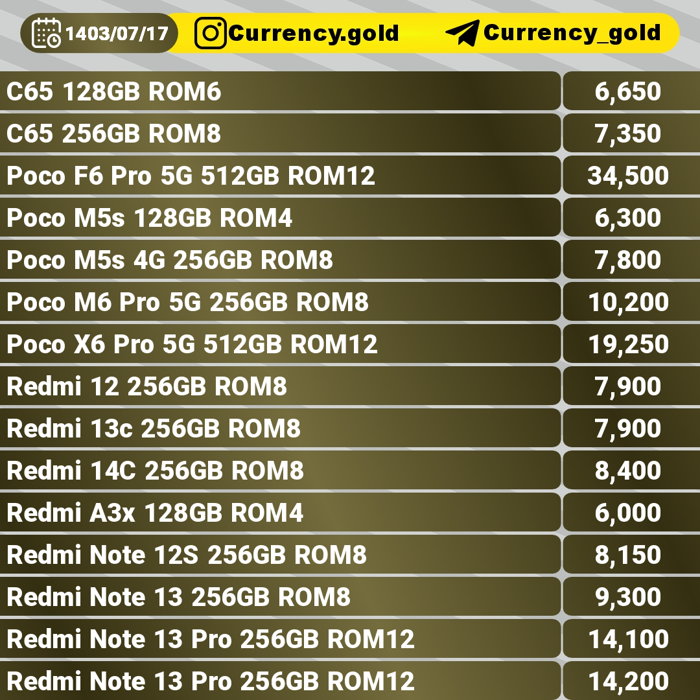 1403/07/17 Currency.gold Currency_gold
C65 128GB ROM6 6,650
C65 256GB ROM8 7,350
Poco F6 Pro 5G 512GB ROM12 34,500
Poco M5s 128GB ROM4 6,300
Poco M5s 4G 256GB ROM8 7,800
Poco M6 Pro 5G 256GB ROM8 10,200
Poco X6 Pro 5G 512GB ROM12 19,250
Redmi 12 256GB ROM8 7,900
Redmi 13c 256GB ROM8 7,900
Redmi 14C 256GB ROM8 8,400
Redmi A3x 128GB ROM4 6,000
Redmi Note 12S 256GB ROM8 8,150
Redmi Note 13 256GB ROM8 9,300
Redmi Note 13 Pro 256GB ROM12 14,100
Redmi Note 13 Pro 256GB ROM12 14,200